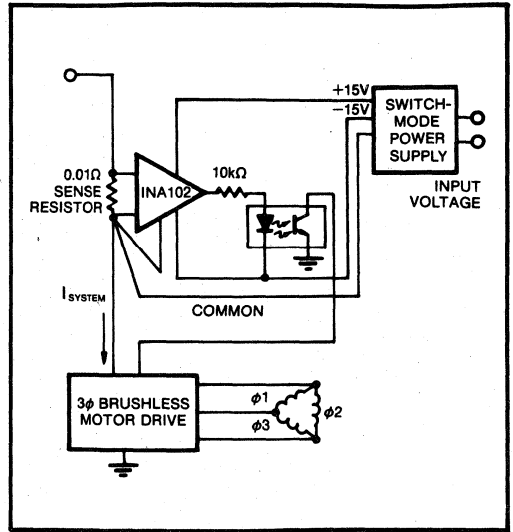 +15V
−15V
SWITCH-
MODE
POWER
SUPPLY
INPUT
VOLTAGE
0.01Ω
SENSE
RESISTOR
INA102
10kΩ
I SYSTEM
COMMON
3ϕ BRUSHLESS
MOTOR DRIVE
ϕ1
ϕ2
ϕ3